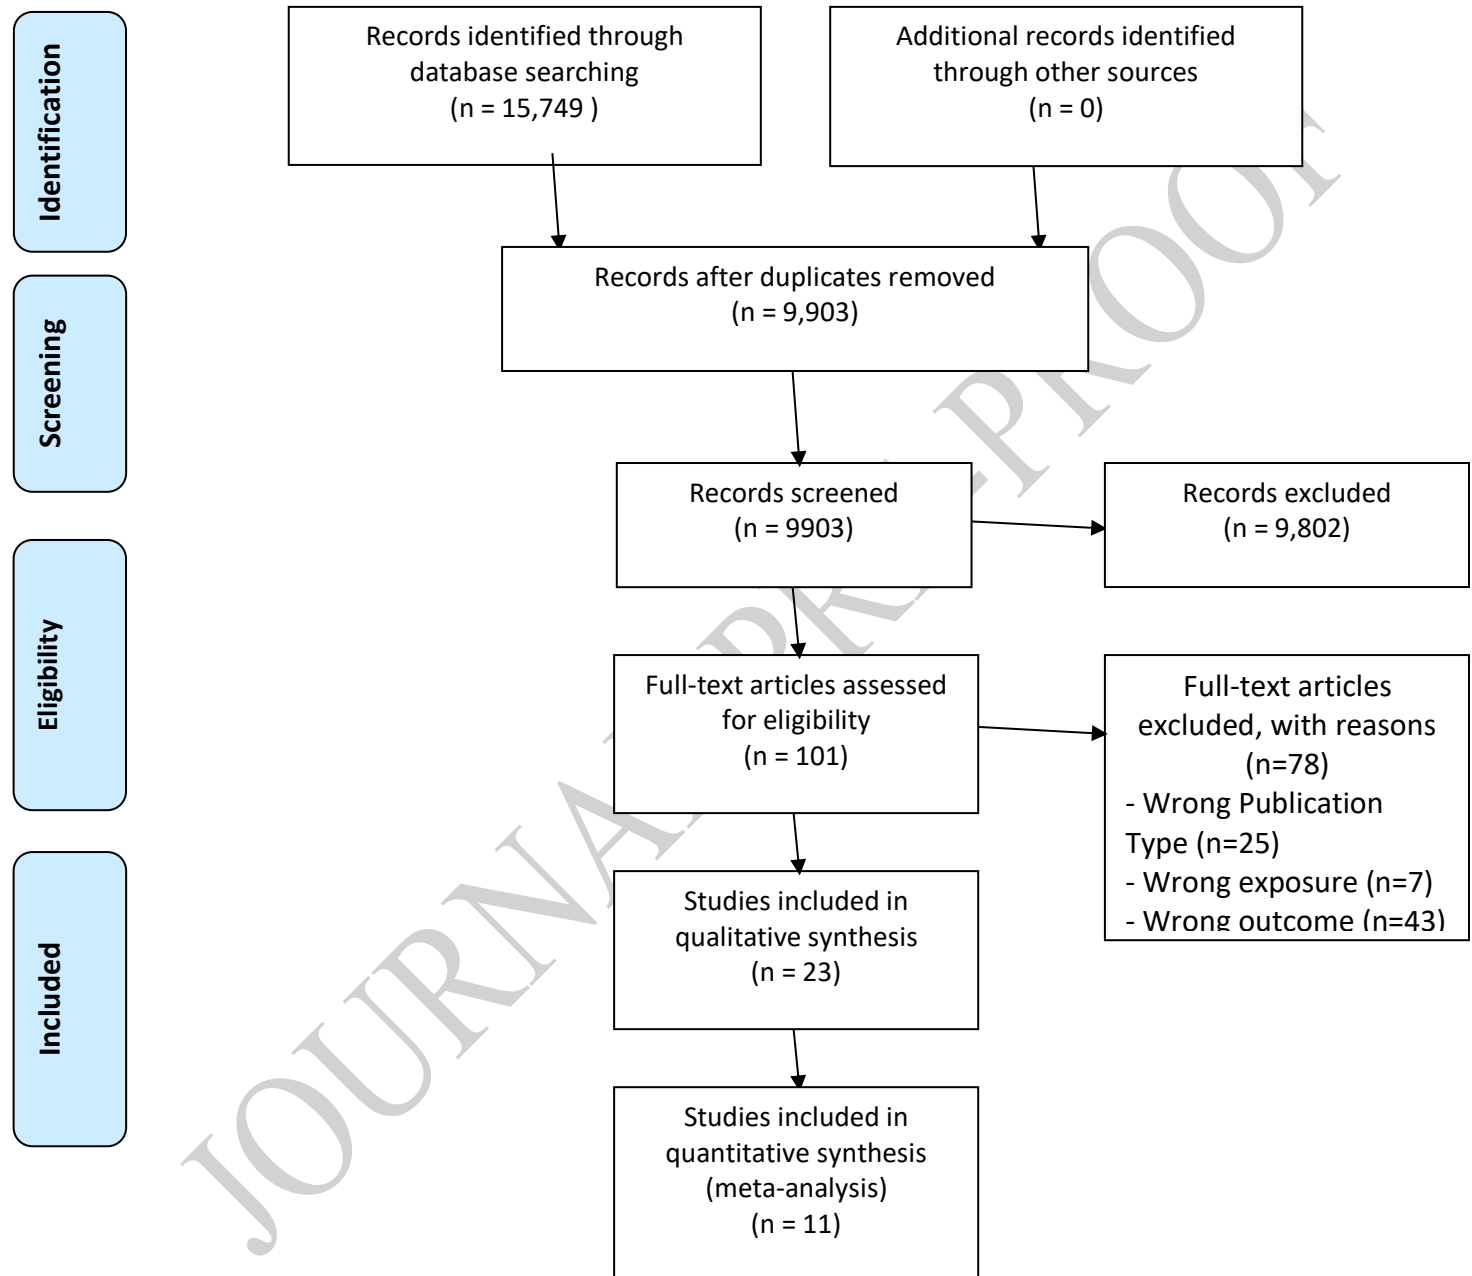 Identification
Records identified through
database searching
(n = 15,749 )
Additional records identified
through other sources
(n = 0)
Records after duplicates removed
(n = 9,903)
Screening
Records screened
(n = 9903)
Records excluded
(n = 9,802)
Eligibility
Full-text articles assessed
for eligibility
(n = 101)
Full-text articles
excluded, with reasons
(n=78)
- Wrong Publication
Type (n=25)
- Wrong exposure (n=7)
- Wrong outcome (n=43)
Included
Studies included in
qualitative synthesis
(n = 23)
Studies included in
quantitative synthesis
(meta-analysis)
(n = 11)
JOURNAL PRE-PROOF